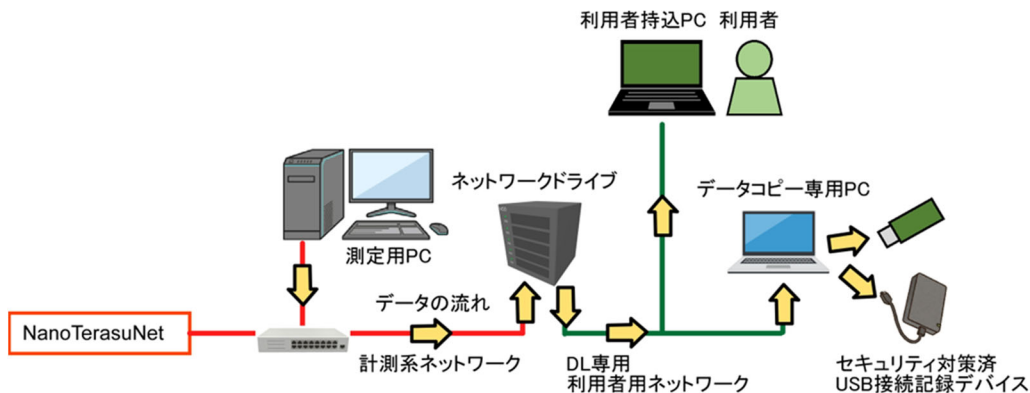 利用者持込PC 利用者
ネットワークドライブ
データコピー専用PC
測定用PC
データの流れ
NanoTerasuNet
計測系ネットワーク
DL専用
利用者用ネットワーク
セキュリティ対策済
USB接続記録デバイス